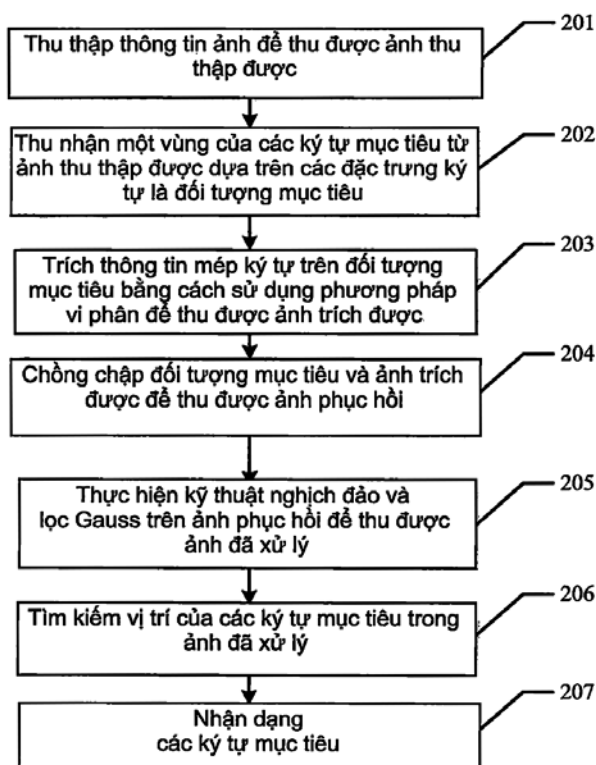 Thu thập thông tin ảnh để thu được ảnh thu
thập được
201
Thu nhận một vùng của các ký tự mục tiêu từ
ảnh thu thập được dựa trên các đặc trưng ký
tự là đối tượng mục tiêu
202
Trích thông tin mép ký tự trên đối tượng
mục tiêu bằng cách sử dụng phương pháp
vi phân để thu được ảnh trích được
203
Chồng chập đối tượng mục tiêu và ảnh trích
được để thu được ảnh phục hồi
204
Thực hiện kỹ thuật nghịch đảo và
lọc Gauss trên ảnh phục hồi để thu được
ảnh đã xử lý
205
Tìm kiếm vị trí của các ký tự mục tiêu trong
ảnh đã xử lý
206
Nhận dạng
các ký tự mục tiêu
207